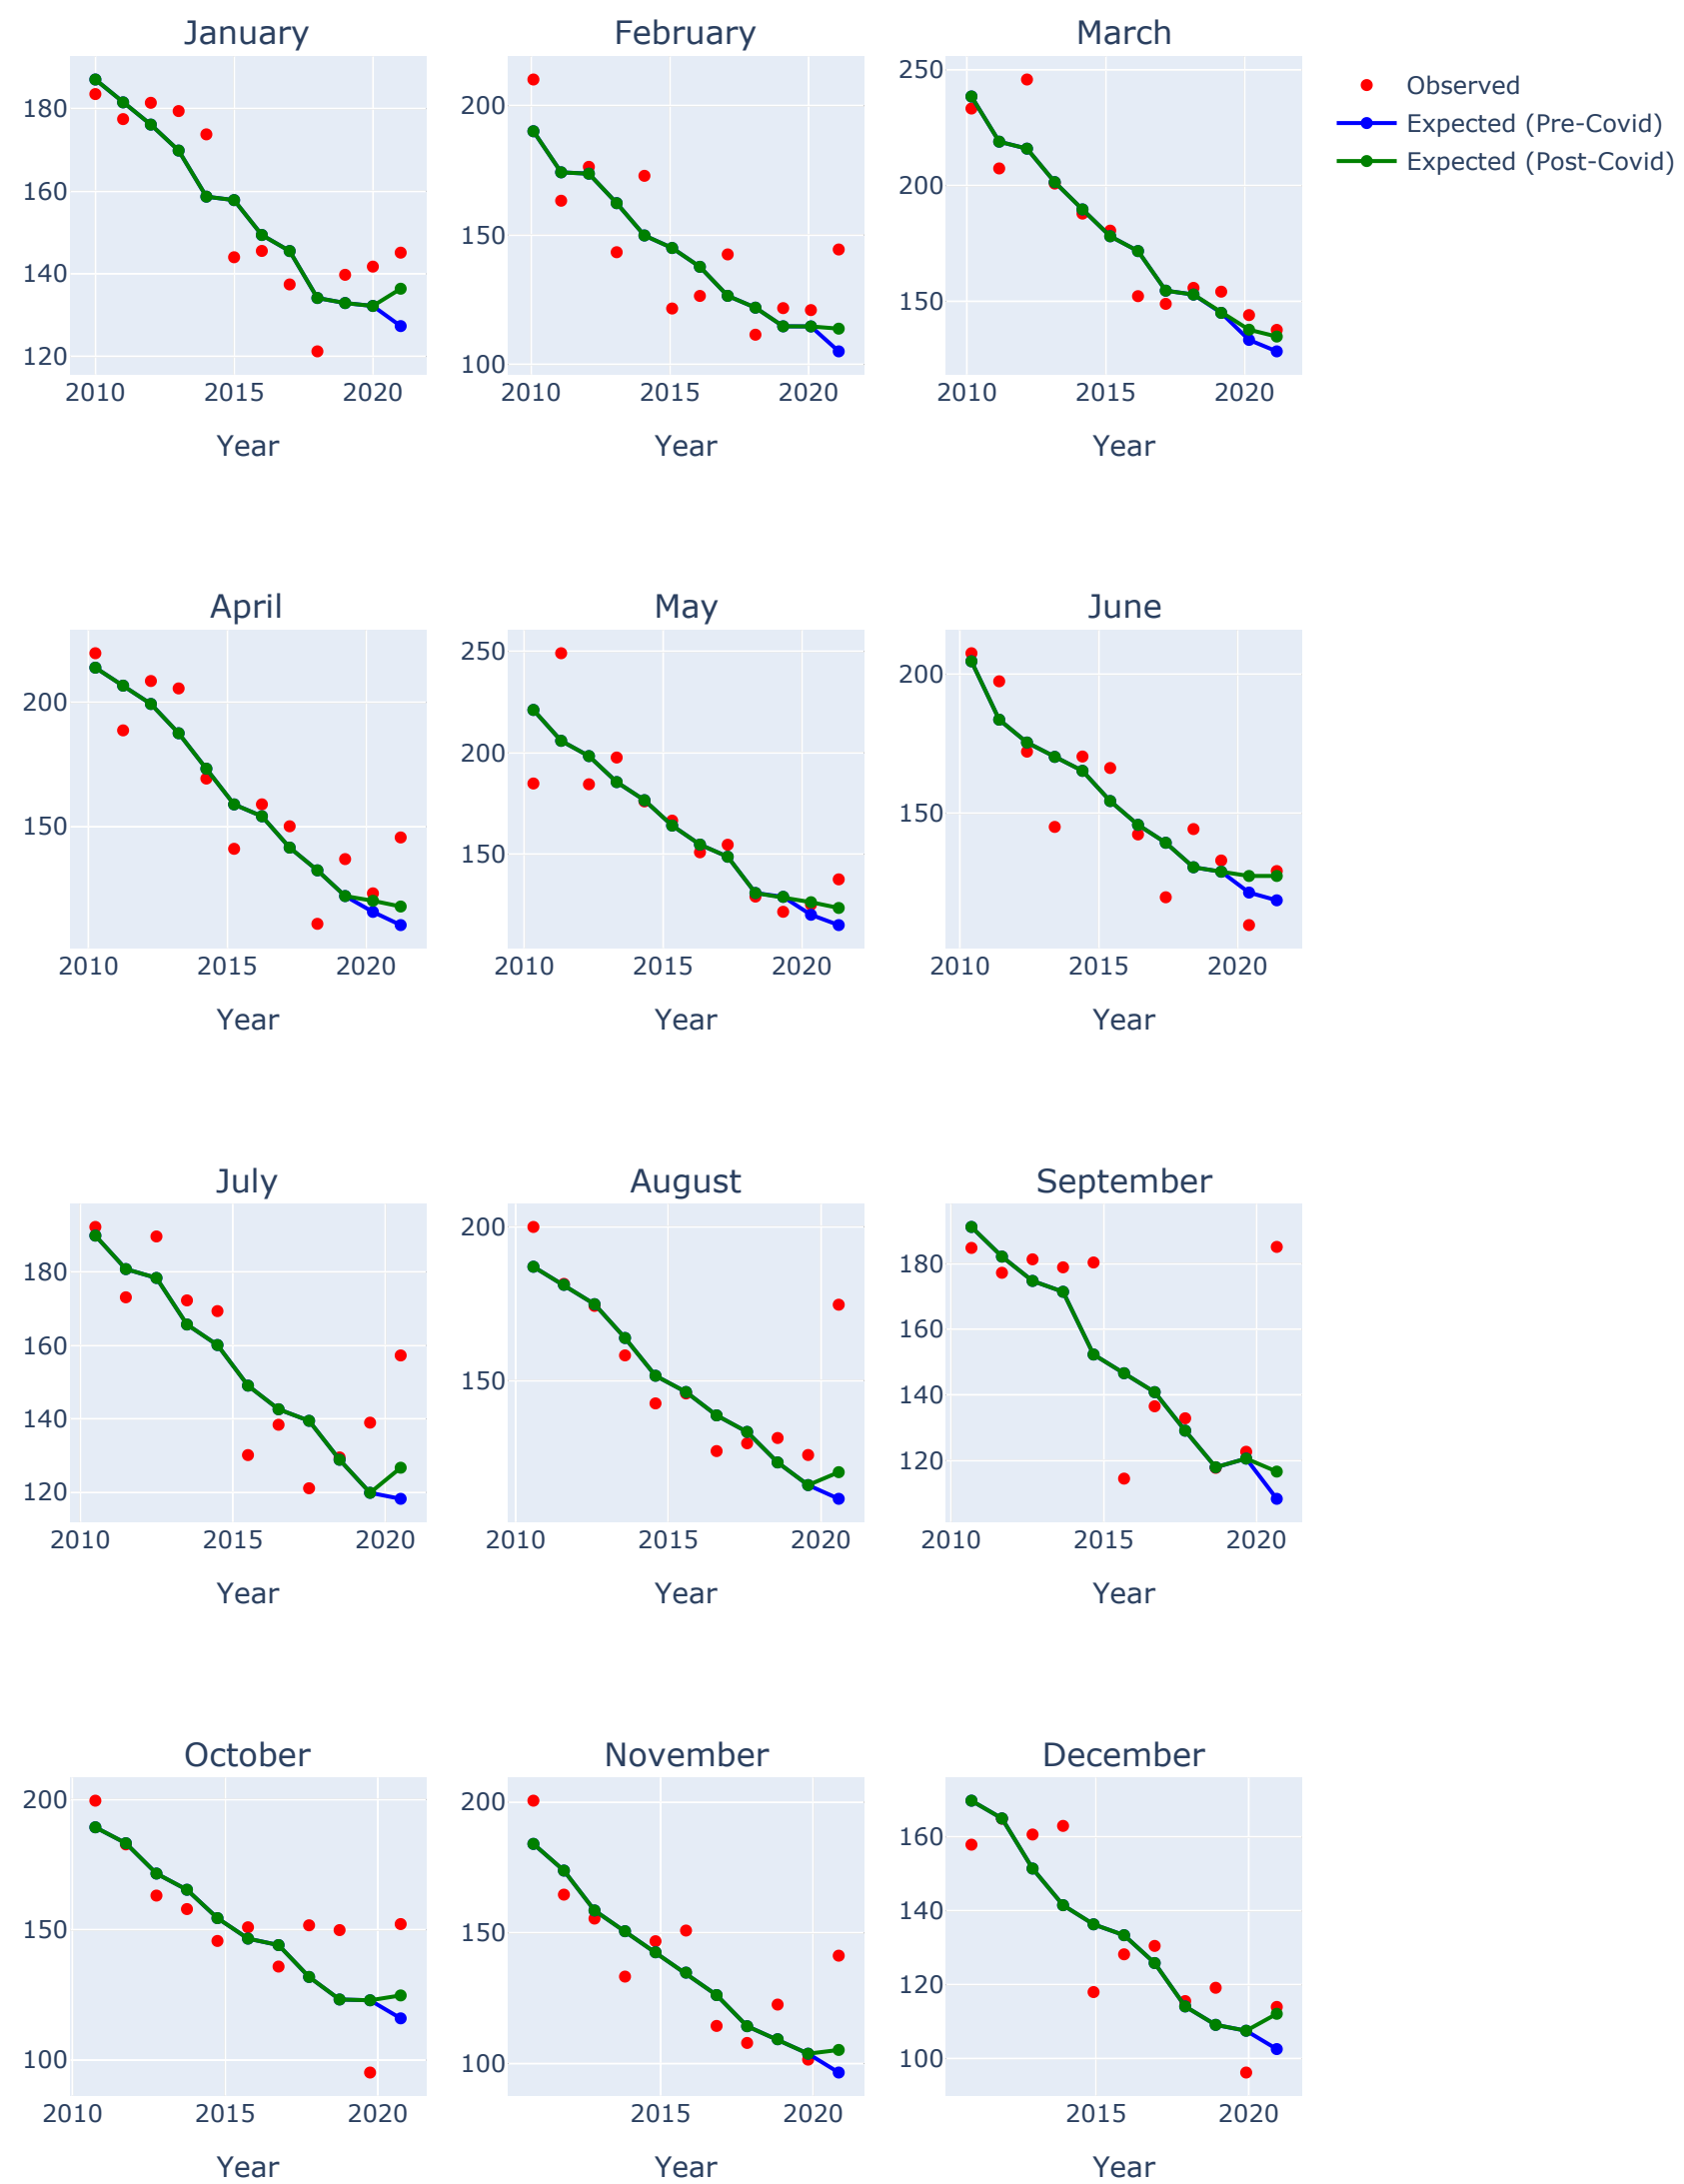 January
February
March
Observed
Expected (Pre-Covid)
Expected (Post-Covid)
180
160
140
120
200
150
100
250
200
150
2010 2015 2020
2010 2015 2020
2010 2015 2020
Year
Year
Year
April
May
June
200
150
250
200
150
200
150
2010 2015 2020
2010 2015 2020
2010 2015 2020
Year
Year
Year
July
August
September
180
160
140
120
200
150
180
160
140
120
2010 2015 2020
2010 2015 2020
2010 2015 2020
Year
Year
Year
October
November
December
200
150
100
200
150
100
160
140
120
100
2010 2015 2020
2015 2020
2015 2020
Year
Year
Year